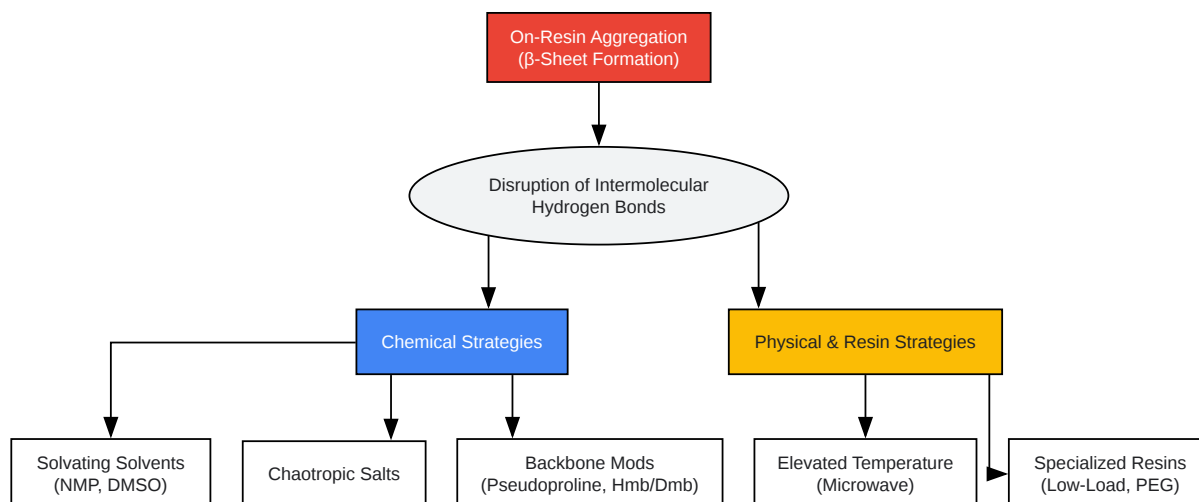 On-Resin Aggregation
(β-Sheet Formation)
Disruption of Intermolecular
Hydrogen Bonds
Chemical Strategies
Physical & Resin Strategies
Solvating Solvents
(NMP, DMSO)
Chaotropic Salts
Backbone Mods
(Pseudoproline, Hmb/Dmb)
Elevated Temperature
(Microwave)
Specialized Resins
(Low-Load, PEG)